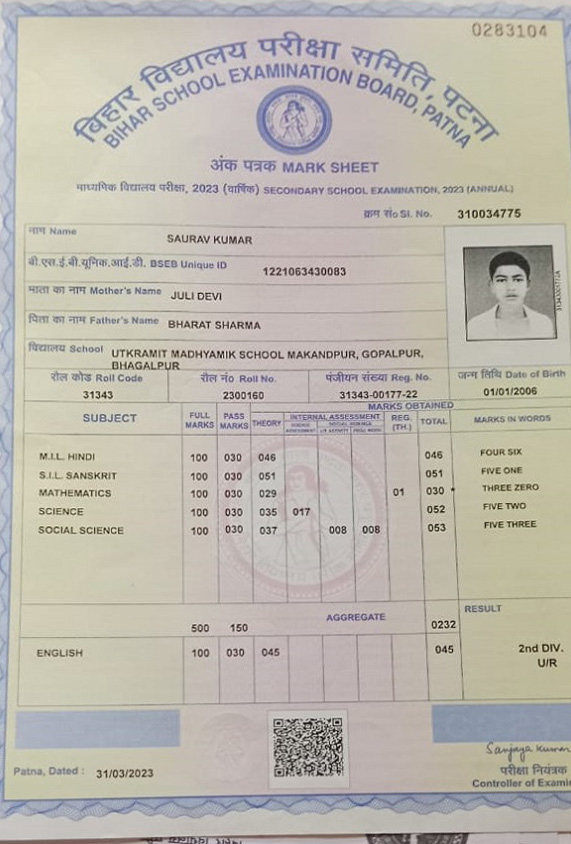 0283104
बिहार विद्यालय परीक्षा समिति, पटना
BIHAR SCHOOL EXAMINATION BOARD, PATNA
अंक पत्रक MARK SHEET
माध्यमिक विद्यालय परीक्षा, 2023 (वार्षिक) SECONDARY SCHOOL EXAMINATION, 2023 (ANNUAL)
क्रम सं० Sl. No. 310034775
नाम Name SAURAV KUMAR
बी.एस.ई.बी.यूनिक.आई.डी. BSEB Unique ID 1221063430083
माता का नाम Mother's Name JULI DEVI
पिता का नाम Father's Name BHARAT SHARMA
विद्यालय School UTKRAMIT MADHYAMIK SCHOOL MAKANDPUR, GOPALPUR,
BHAGALPUR
रौल कोड Roll Code रौल नं० Roll No. पंजीयन संख्या Reg. No. जन्म तिथि Date of Birth
31343 2300160 31343-00177-22 01/01/2006
SUBJECT FULL MARKS PASS MARKS THEORY MARKS OBTAINED INTERNAL ASSESSMENT REG. (TH.) TOTAL MARKS IN WORDS
M.I.L. HINDI 100 030 046 046 FOUR SIX
S.I.L. SANSKRIT 100 030 051 051 FIVE ONE
MATHEMATICS 100 030 029 01 030 * THREE ZERO
SCIENCE 100 030 035 017 052 FIVE TWO
SOCIAL SCIENCE 100 030 037 008 008 053 FIVE THREE
500 150 AGGREGATE 0232 RESULT
ENGLISH 100 030 045 045 2nd DIV.
U/R
Sanjaya Kumar
Patna, Dated : 31/03/2023
परीक्षा नियंत्रक
Controller of Examin